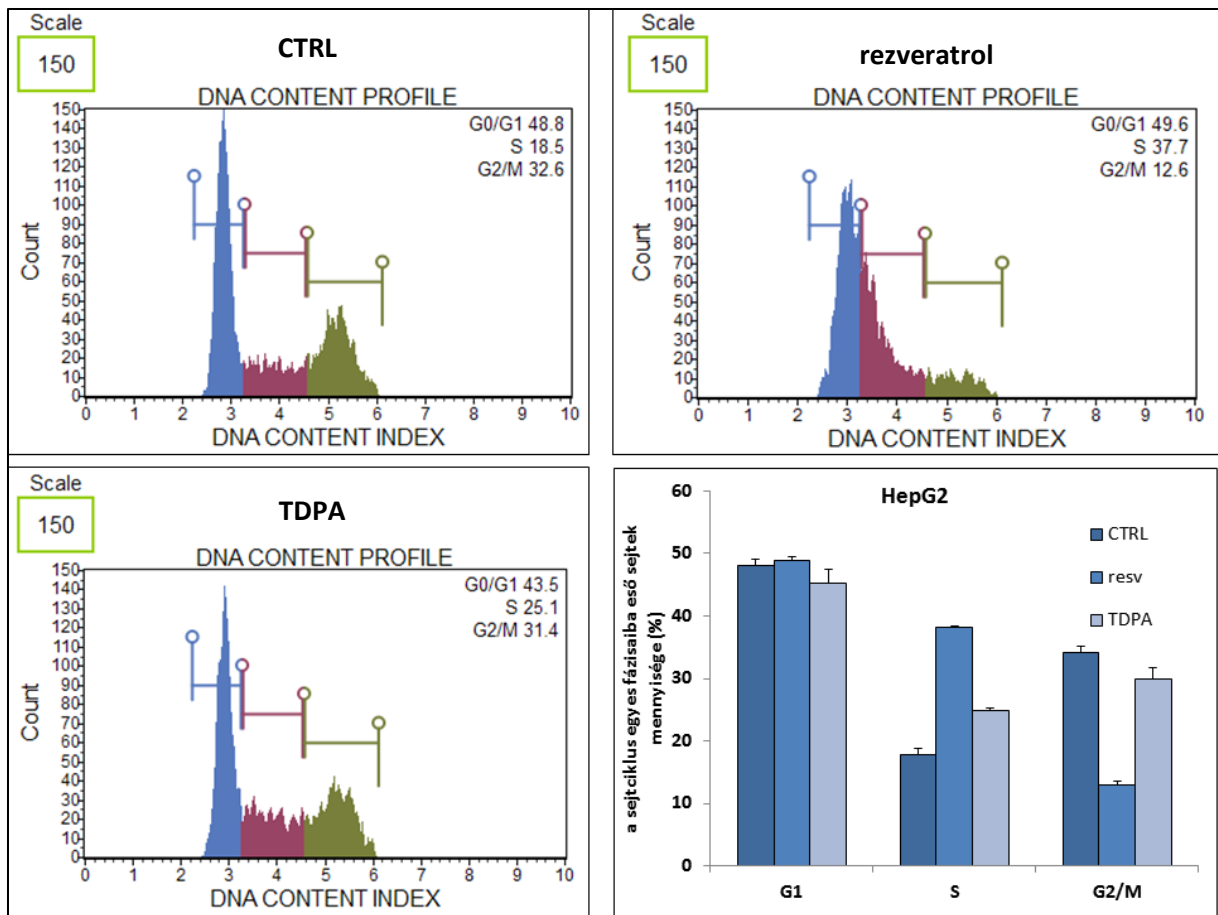 Scale
150
CTRL
DNA CONTENT PROFILE
G0/G1 48.8
S 18.5
G2/M 32.6
Count
150
140
130
120
110
100
90
80
70
60
50
40
30
20
10
0
0 1 2 3 4 5 6 7 8 9 10
DNA CONTENT INDEX
Scale
150
rezveratrol
DNA CONTENT PROFILE
G0/G1 49.6
S 37.7
G2/M 12.6
Count
150
140
130
120
110
100
90
80
70
60
50
40
30
20
10
0
0 1 2 3 4 5 6 7 8 9 10
DNA CONTENT INDEX
Scale
150
TDPA
DNA CONTENT PROFILE
G0/G1 43.5
S 25.1
G2/M 31.4
Count
150
140
130
120
110
100
90
80
70
60
50
40
30
20
10
0
0 1 2 3 4 5 6 7 8 9 10
DNA CONTENT INDEX
HepG2
CTRL
resv
TDPA
a sejtciklus egyes fázisaiba eső sejtek
mennyisége (%)
60
50
40
30
20
10
0
G1 S G2/M